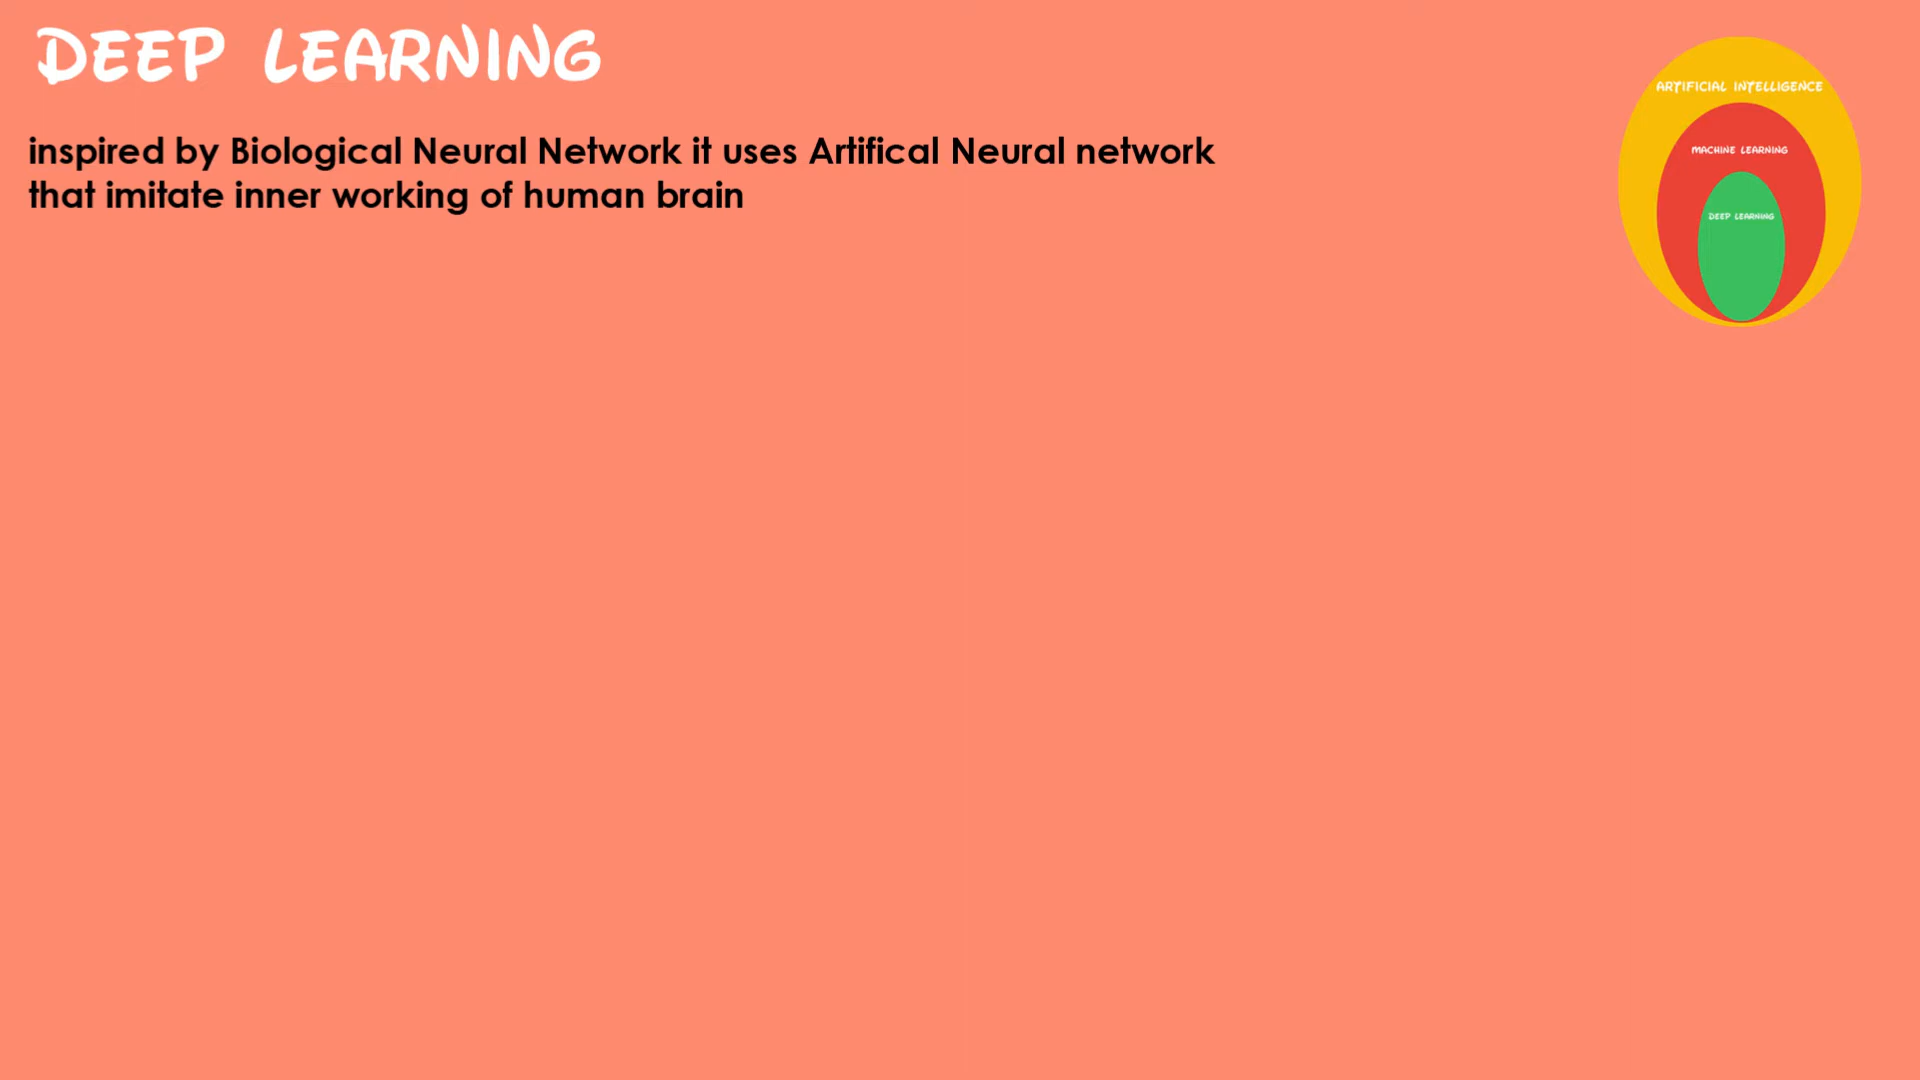 DEEP LEARNING
inspired by Biological Neural Network it uses Artifical Neural network
that imitate inner working of human brain
ARTIFICIAL INTELLIGENCE
MACHINE LEARNING
DEEP LEARNING